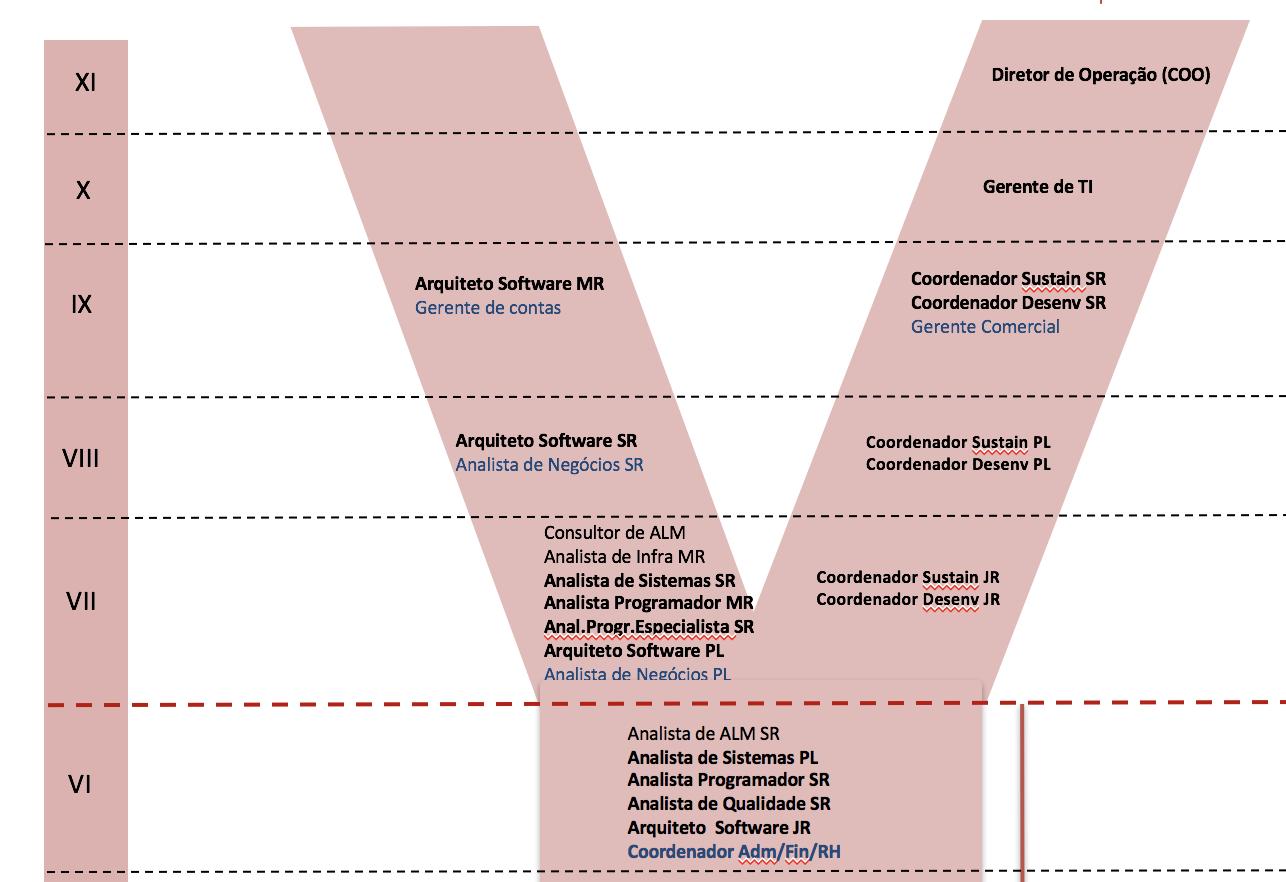 XI
Diretor de Operação (COO)
X
Gerente de TI
IX
Arquiteto Software MR
Gerente de contas
Coordenador Sustain SR
Coordenador Desenv SR
Gerente Comercial
VIII
Arquiteto Software SR
Analista de Negócios SR
Coordenador Sustain PL
Coordenador Desenv PL
VII
Consultor de ALM
Analista de Infra MR
Analista de Sistemas SR
Analista Programador MR
Anal.Progr.Especialista SR
Arquiteto Software PL
Analista de Negócios PL
Coordenador Sustain JR
Coordenador Desenv JR
VI
Analista de ALM SR
Analista de Sistemas PL
Analista Programador SR
Analista de Qualidade SR
Arquiteto  Software JR
Coordenador Adm/Fin/RH